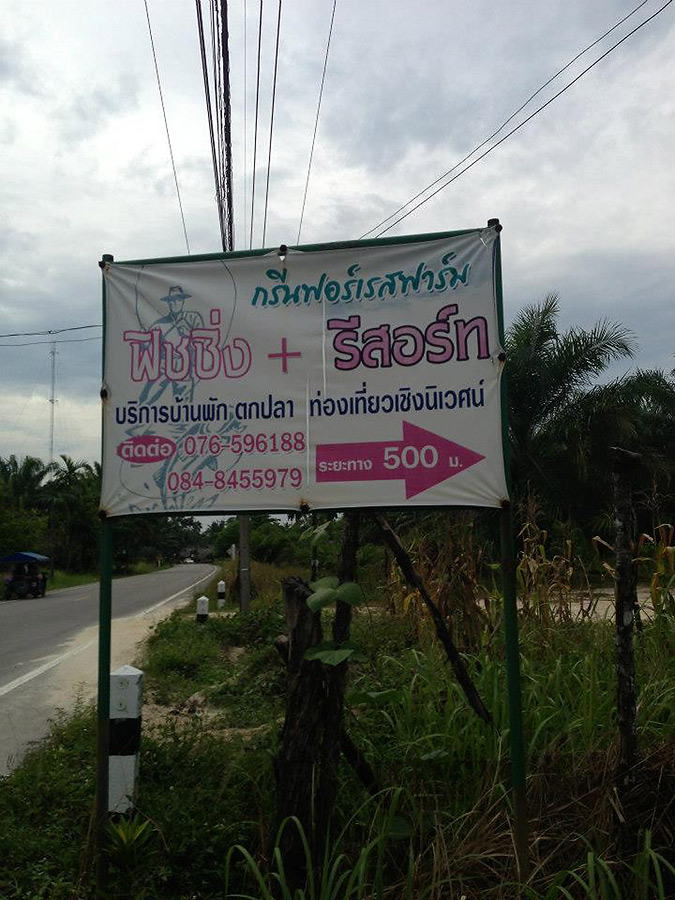 กรีนฟอร์เรสฟาร์ม
ฟิชชิ่ง + รีสอร์ท
บริการบ้านพัก ตกปลา ท่องเที่ยวเชิงนิเวศน์
ติดต่อ 076-596188
084-8455979
ระยะทาง 500 ม.